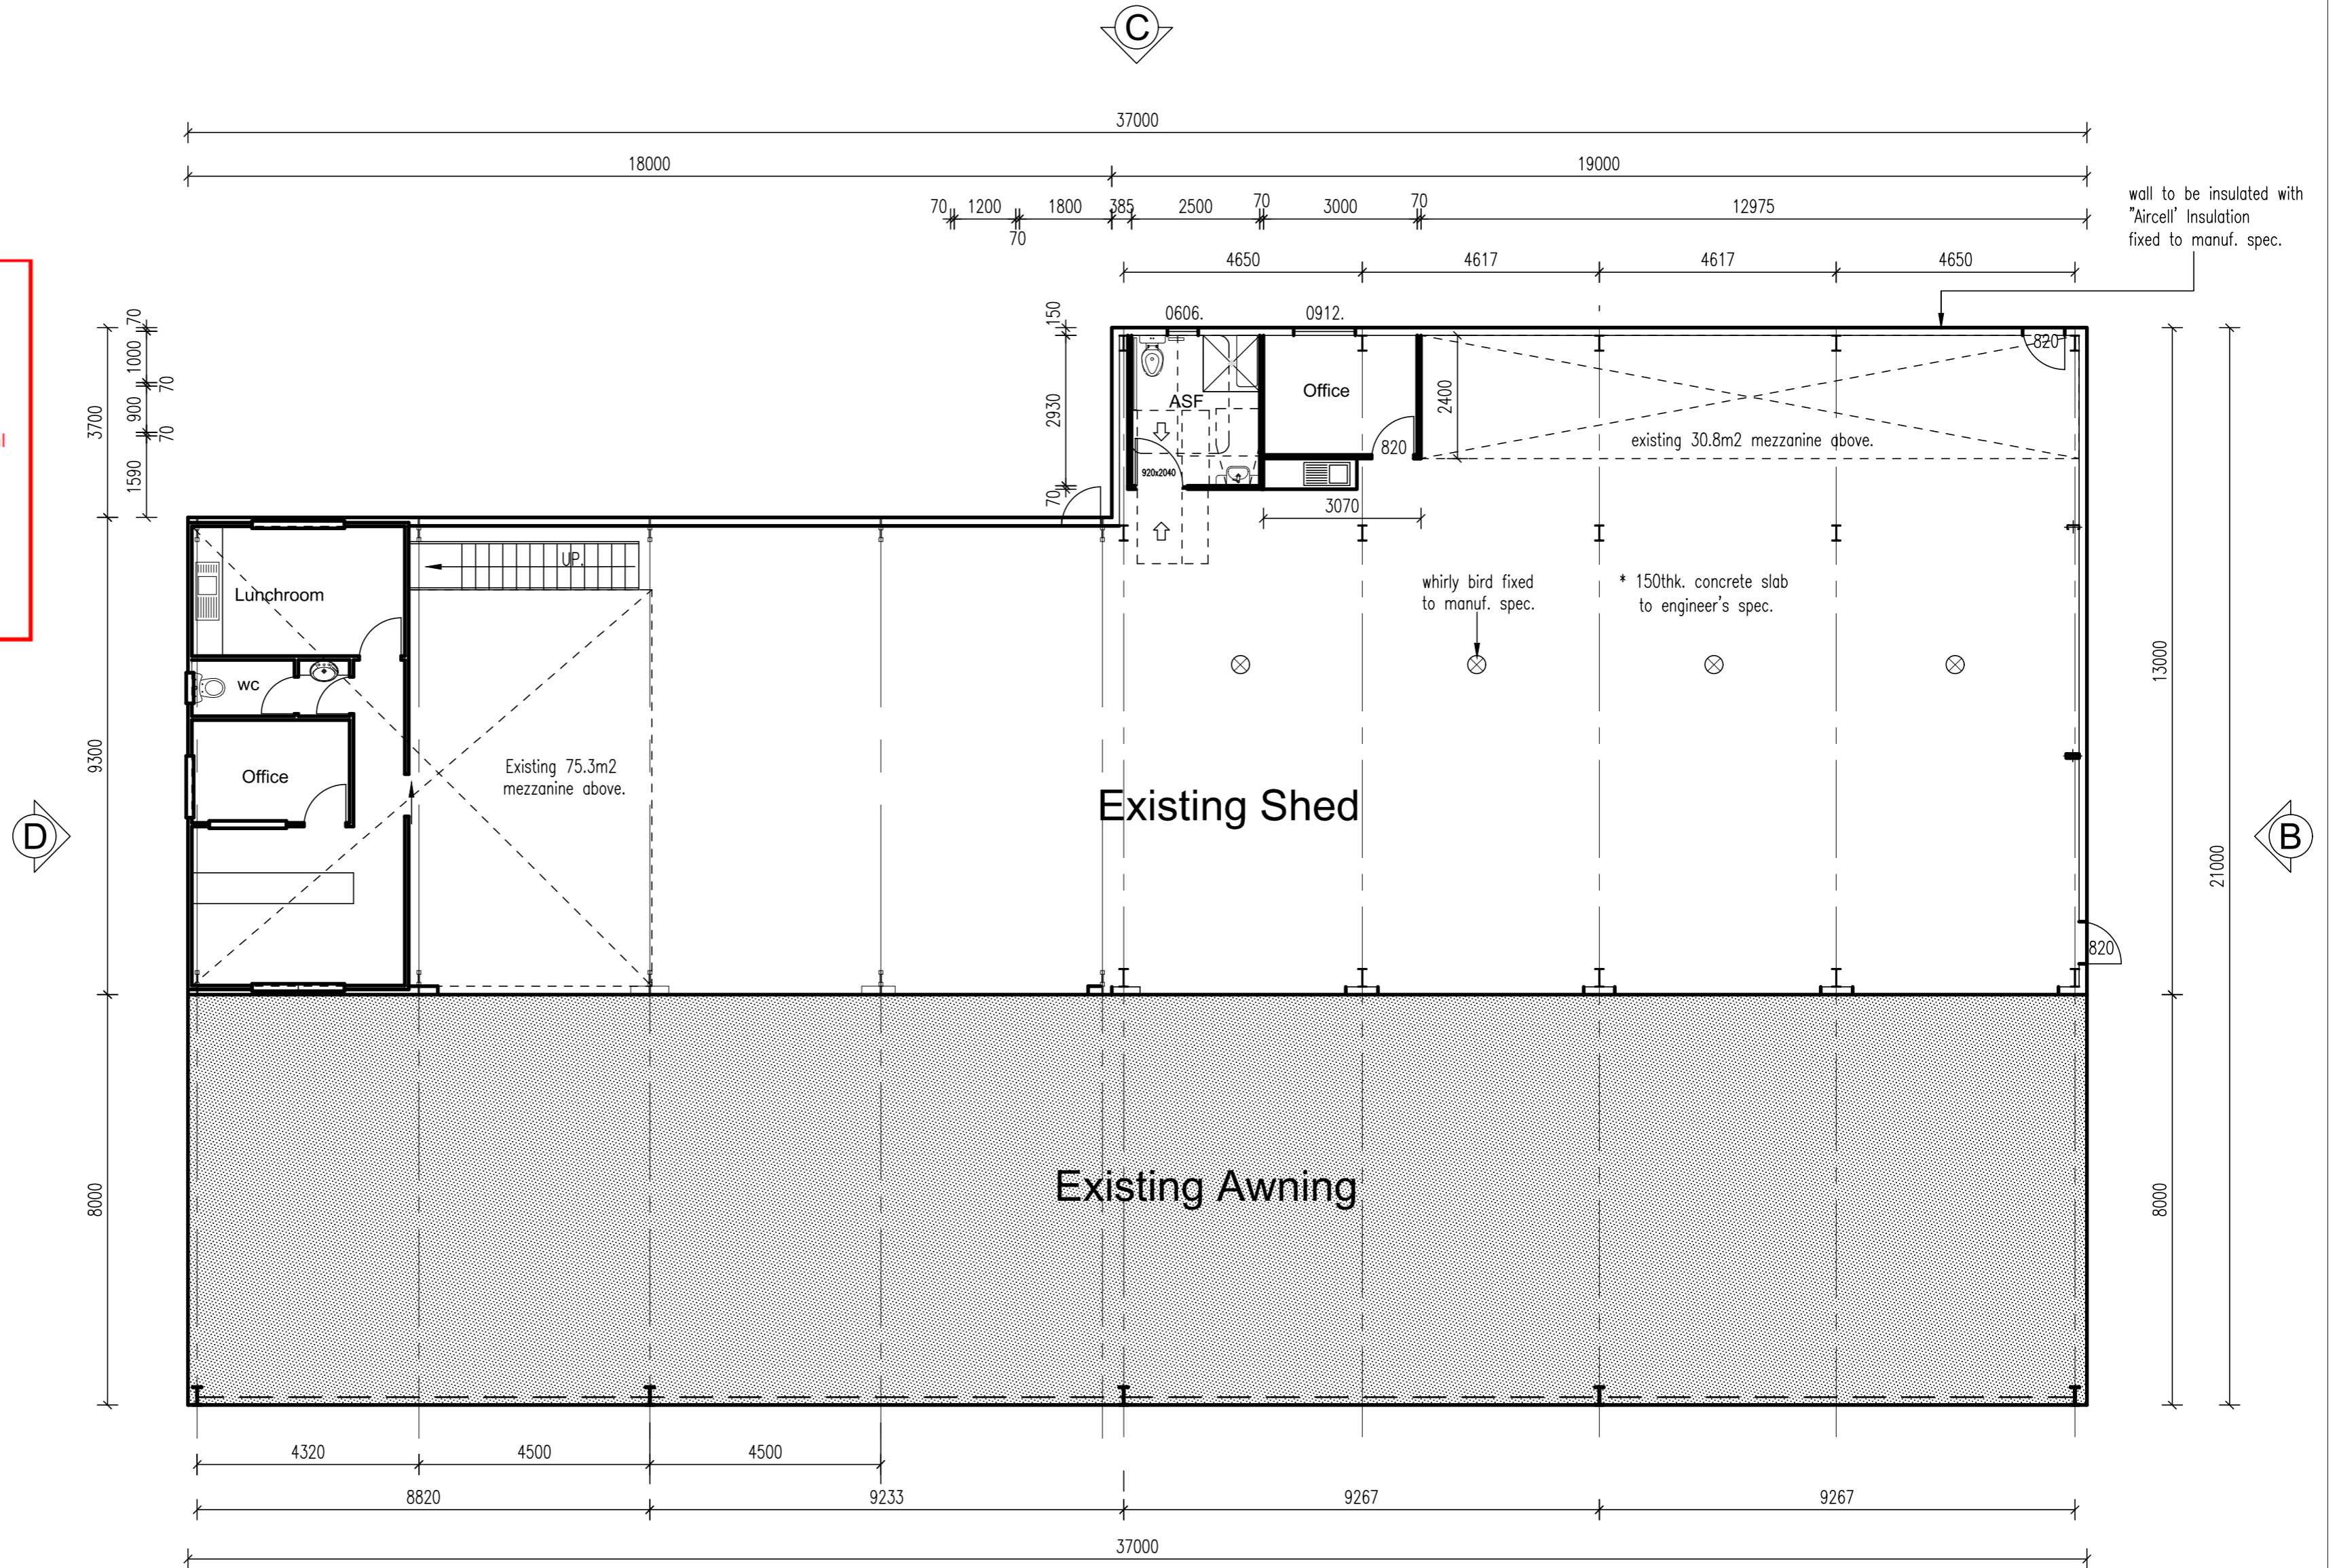 C
37000
18000
19000
70
1200
70
1800
385
2500
70
3000
70
12975
wall to be insulated with
"Aircell' Insulation
fixed to manuf. spec.
4650
4617
4617
4650
0606.
0912.
820
150
2930
70
70
1000
70
900
70
1590
3700
9300
8000
ASF
Office
820
2400
920x2040
3070
existing 30.8m2 mezzanine above.
UP.
Lunchroom
wc
Office
whirly bird fixed
to manuf. spec.
* 150thk. concrete slab
to engineer's spec.
Existing 75.3m2
mezzanine above.
Existing Shed
D
B
13000
21000
8000
820
Existing Awning
4320
4500
4500
8820
9233
9267
9267
37000